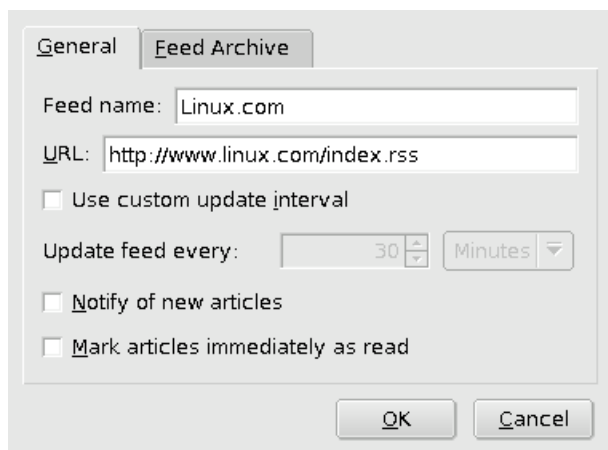 General Feed Archive
Feed name: Linux.com
URL: http://www.linux.com/index.rss
Use custom update interval
Update feed every: 30 Minutes
Notify of new articles
Mark articles immediately as read
OK Cancel